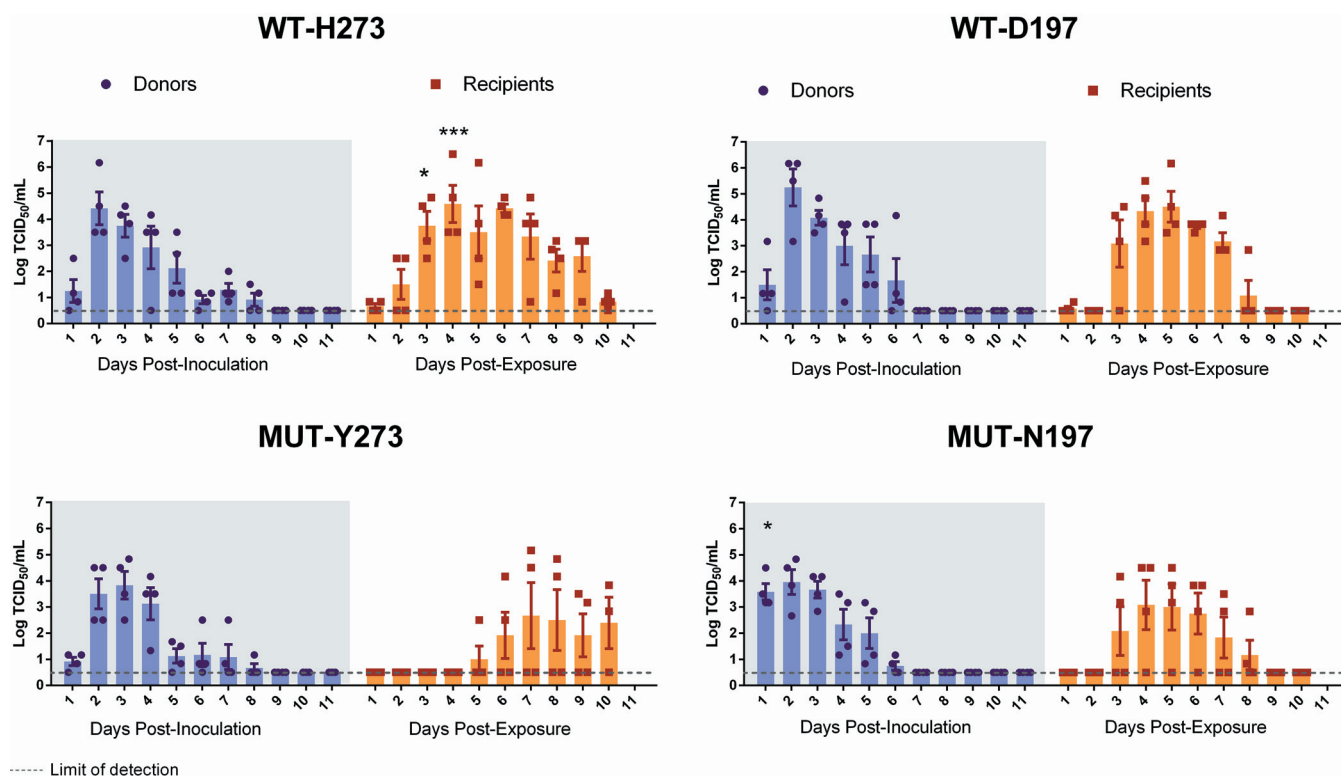 WT-H273
WT-D197
Donors
Recipients
Donors
Recipients
Log TCID50/mL
7
6
5
4
3
2
1
0
*
***
1 2 3 4 5 6 7 8 9 10 11
1 2 3 4 5 6 7 8 9 10 11
Days Post-Inoculation
Days Post-Exposure
Log TCID50/mL
7
6
5
4
3
2
1
0
1 2 3 4 5 6 7 8 9 10 11
1 2 3 4 5 6 7 8 9 10 11
Days Post-Inoculation
Days Post-Exposure
MUT-Y273
MUT-N197
Log TCID50/mL
7
6
5
4
3
2
1
0
1 2 3 4 5 6 7 8 9 10 11
1 2 3 4 5 6 7 8 9 10 11
Days Post-Inoculation
Days Post-Exposure
Log TCID50/mL
7
6
5
4
3
2
1
0
*
1 2 3 4 5 6 7 8 9 10 11
1 2 3 4 5 6 7 8 9 10 11
Days Post-Inoculation
Days Post-Exposure
Limit of detection